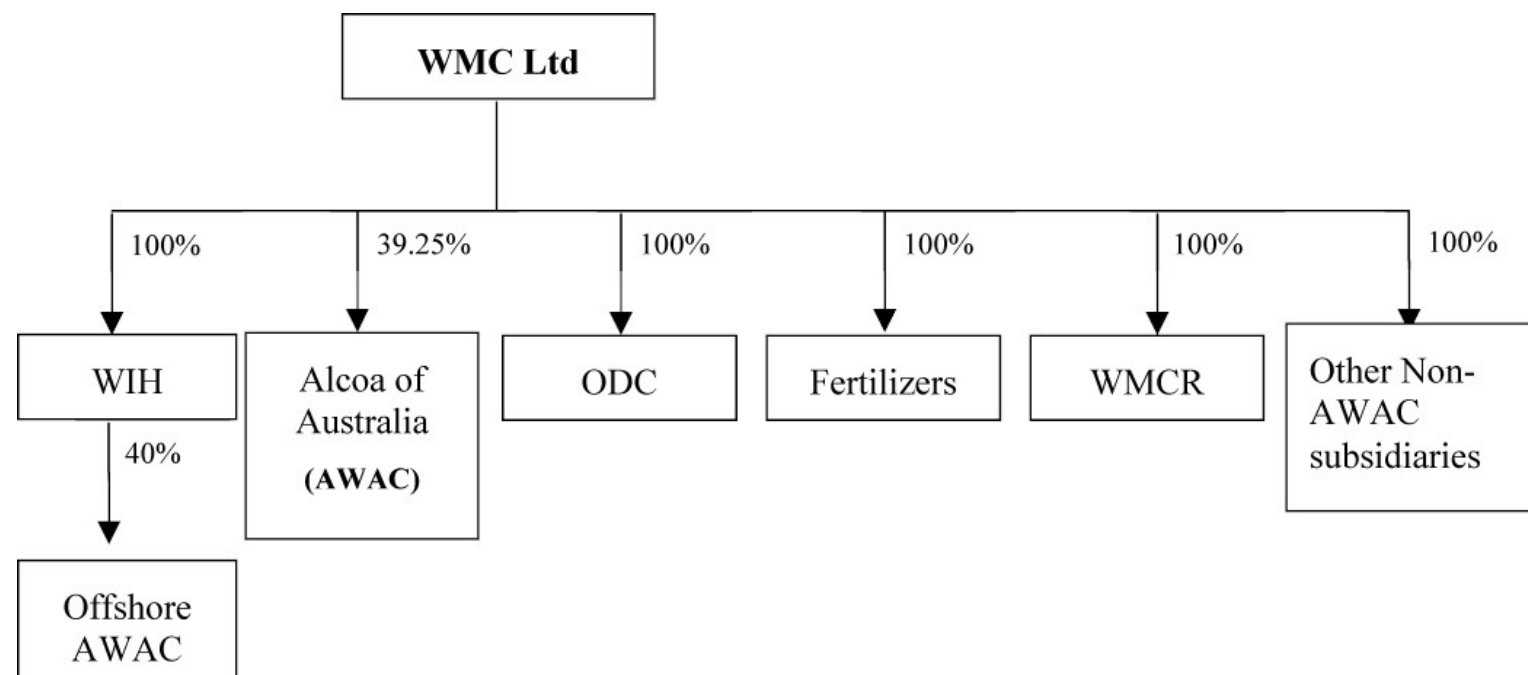 WMC Ltd
100%
39.25%
100%
100%
100%
100%
WIH
Alcoa of
Australia
(AWAC)
ODC
Fertilizers
WMCR
Other Non-
AWAC
subsidiaries
40%
Offshore
AWAC